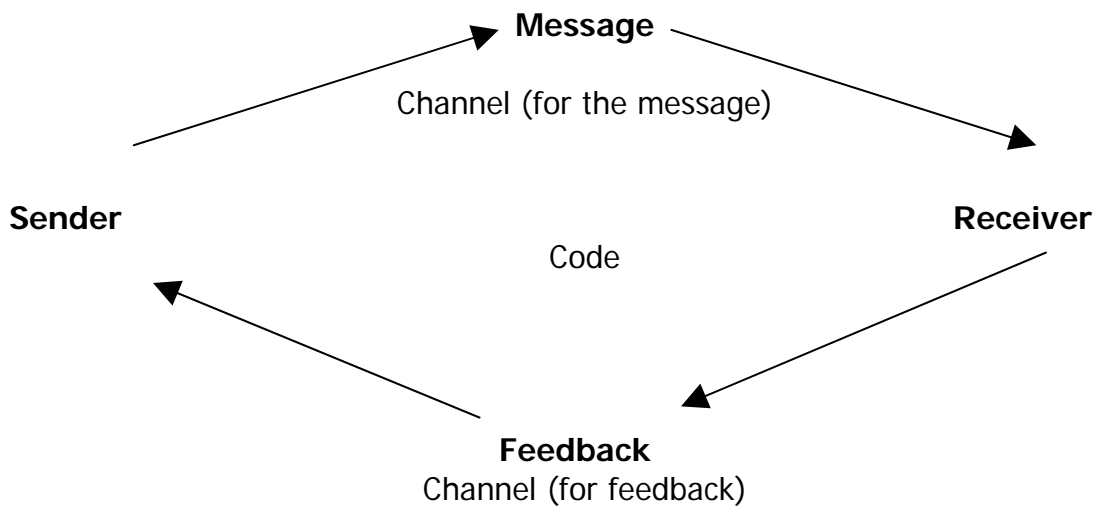 Message
Channel (for the message)
Sender
Receiver
Code
Feedback
Channel (for feedback)